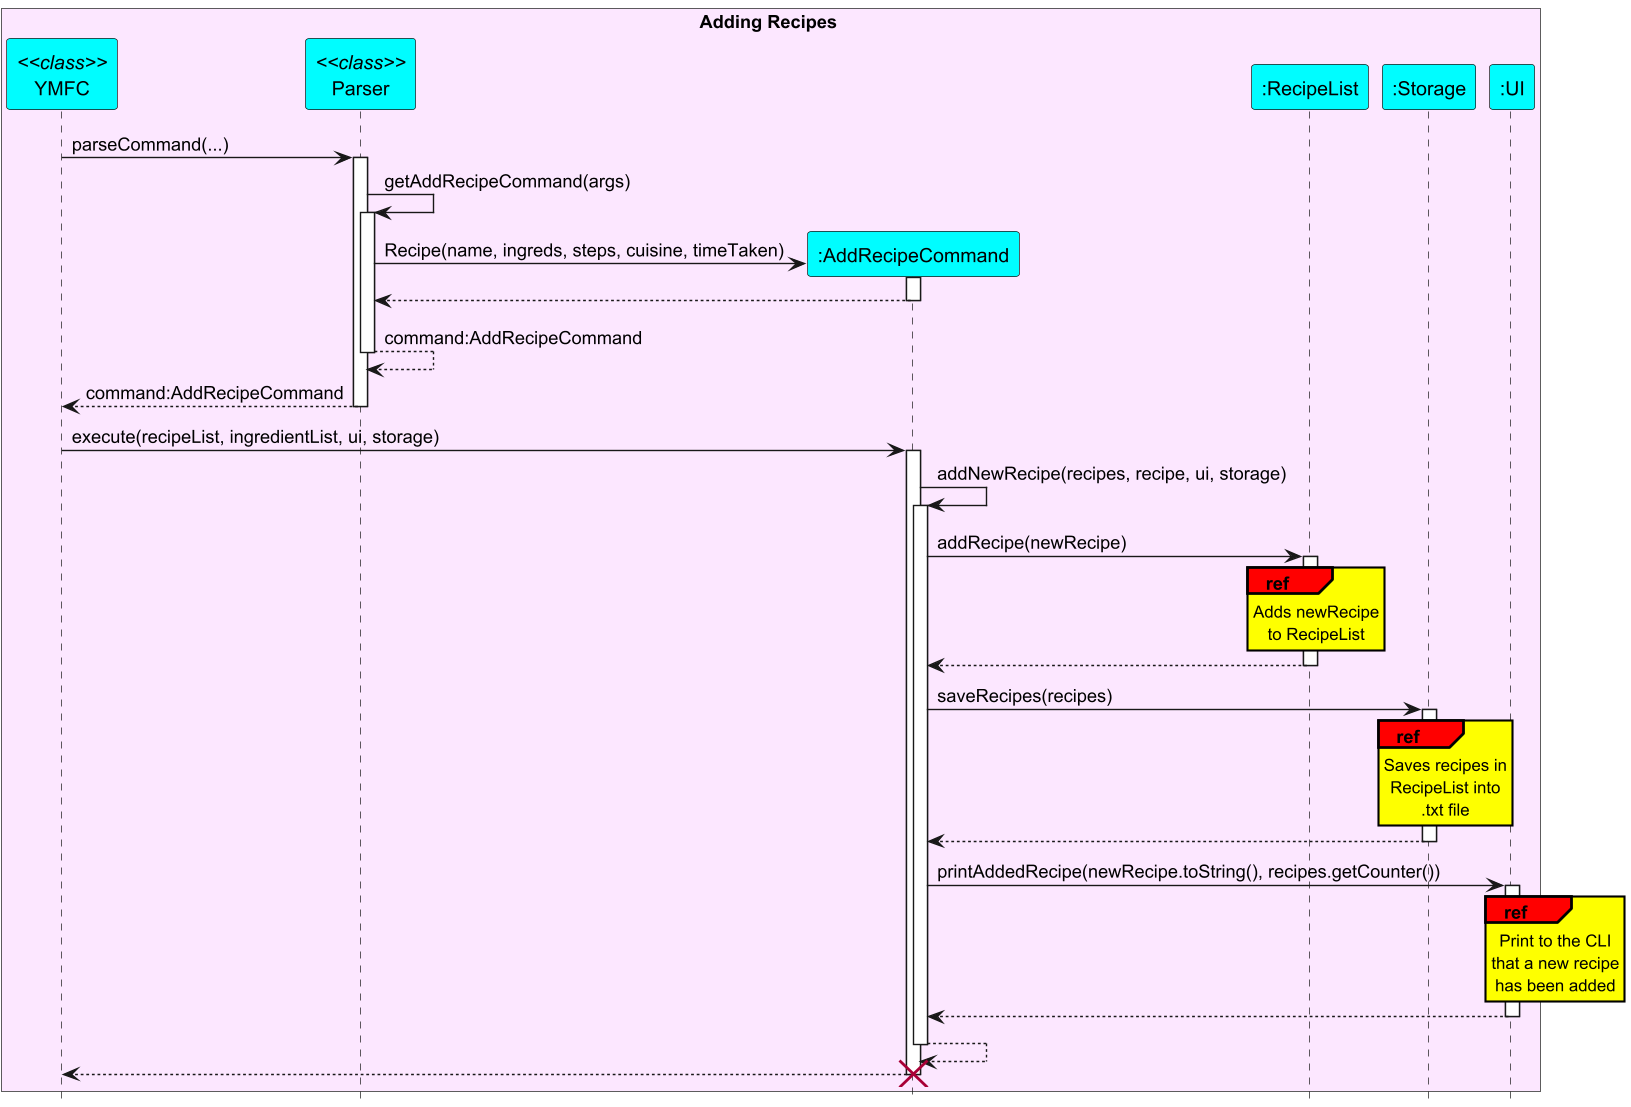 Adding Recipes
<<class>>
YMFC
<<class>>
Parser
:RecipeList
:Storage
:UI
parseCommand(...)
getAddRecipeCommand(args)
Recipe(name, ingreds, steps, cuisine, timeTaken)
:AddRecipeCommand
command:AddRecipeCommand
command:AddRecipeCommand
execute(recipeList, ingredientList, ui, storage)
addNewRecipe(recipes, recipe, ui, storage)
addRecipe(newRecipe)
ref
Adds newRecipe
to RecipeList
saveRecipes(recipes)
ref
Saves recipes in
RecipeList into
.txt file
printAddedRecipe(newRecipe.toString(), recipes.getCounter())
ref
Print to the CLI
that a new recipe
has been added